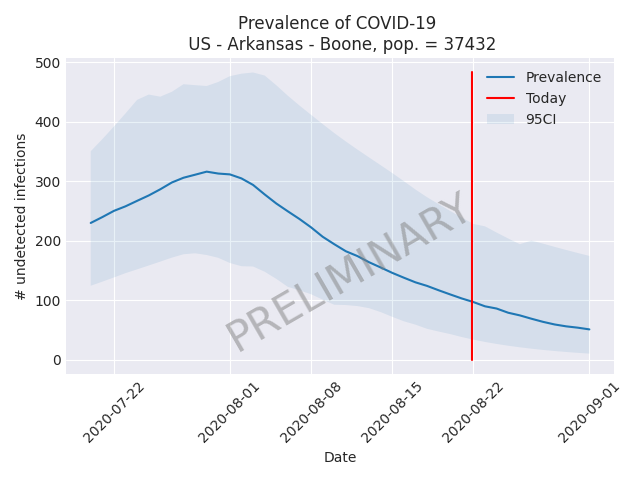 Prevalence of COVID-19
US - Arkansas - Boone, pop. = 37432
500
400
300
200
100
0
# undetected infections
Prevalence
Today
95CI
PRELIMINARY
2020-07-22
2020-08-01
2020-08-08
2020-08-15
2020-08-22
2020-09-01
Date